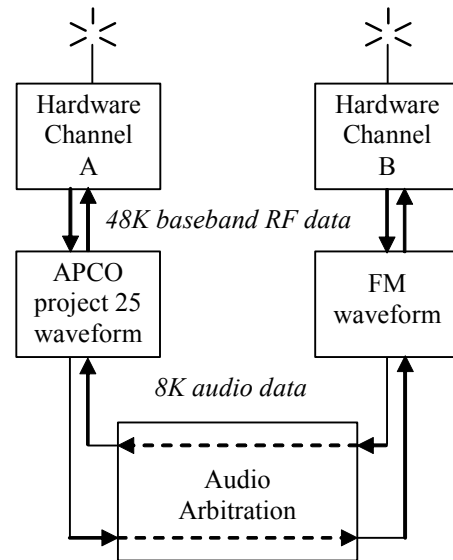 Hardware
Channel
A
Hardware
Channel
B
48K baseband RF data
APCO
project 25
waveform
FM
waveform
8K audio data
Audio
Arbitration